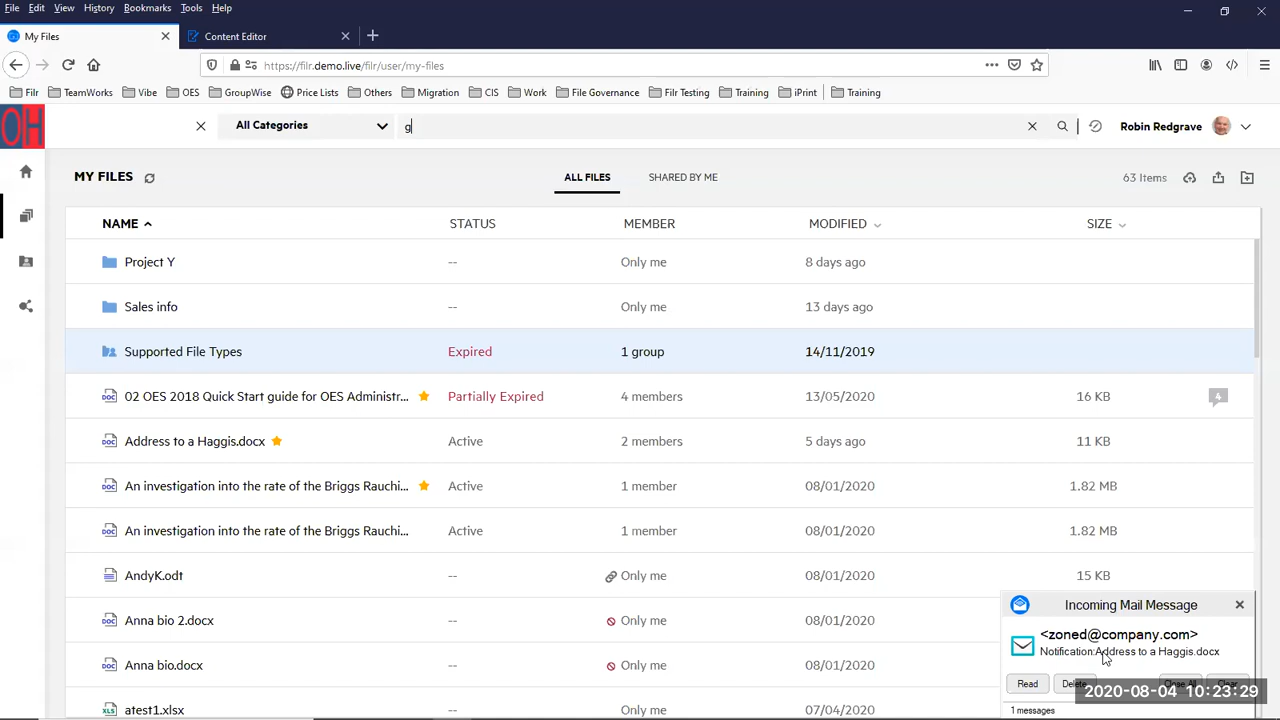 File Edit View History Bookmarks Tools Help
My Files Content Editor
https://filr.demo.live/filr/user/my-files
Filr TeamWorks Vibe OES GroupWise Price Lists Others Migration CIS Work File Governance Filr Testing Training iPrint Training
OH All Categories g Robin Redgrave
MY FILES ALL FILES SHARED BY ME 63 Items
NAME STATUS MEMBER MODIFIED SIZE
Project Y -- Only me 8 days ago
Sales info -- Only me 13 days ago
Supported File Types Expired 1 group 14/11/2019
02 OES 2018 Quick Start guide for OES Administr... Partially Expired 4 members 13/05/2020 16 KB 4
Address to a Haggis.docx Active 2 members 5 days ago 11 KB
An investigation into the rate of the Briggs Rauchi... Active 1 member 08/01/2020 1.82 MB
An investigation into the rate of the Briggs Rauchi... Active 1 member 08/01/2020 1.82 MB
AndyK.odt -- Only me 08/01/2020 15 KB
Anna bio 2.docx -- Only me 08/01/2020
Anna bio.docx -- Only me 08/01/2020
atest1.xlsx -- Only me 07/04/2020
Incoming Mail Message
<zoned@company.com>
Notification:Address to a Haggis.docx
Read Delete Close All Clear
2020-08-04 10:23:29
1 messages